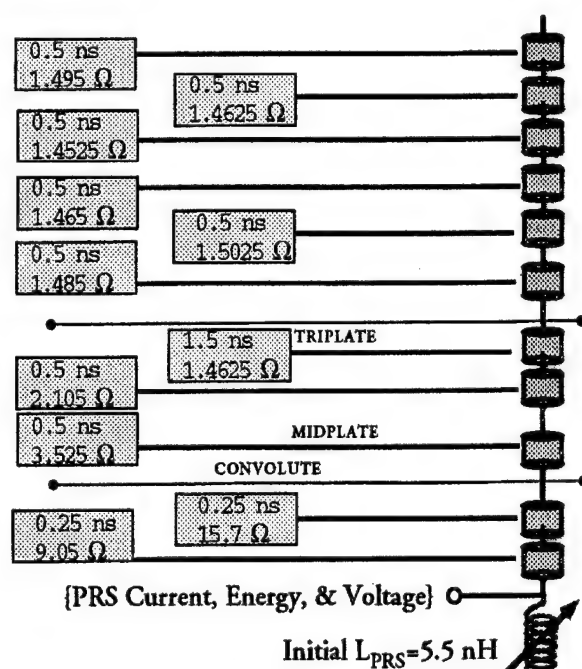 0.5 ns
1.495 Ω
0.5 ns
1.4625 Ω
0.5 ns
1.4525 Ω
0.5 ns
1.465 Ω
0.5 ns
1.5025 Ω
0.5 ns
1.485 Ω
1.5 ns
1.4625 Ω
TRIPLATE
0.5 ns
2.105 Ω
0.5 ns
3.525 Ω
MIDPLATE
CONVOLUTE
0.25 ns
15.7 Ω
0.25 ns
9.05 Ω
{PRS Current, Energy, & Voltage}
Initial LPRS=5.5 nH